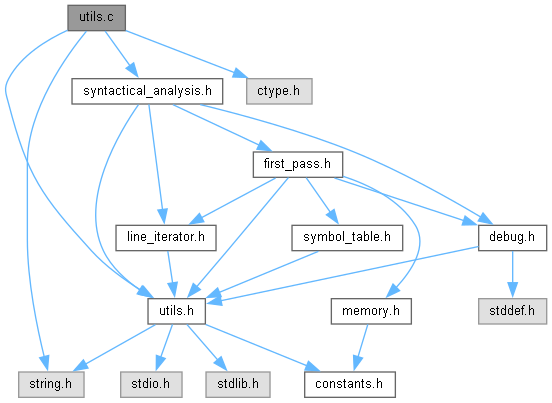 utils.c
syntactical_analysis.h
ctype.h
first_pass.h
line_iterator.h
symbol_table.h
debug.h
utils.h
memory.h
stddef.h
string.h
stdio.h
stdlib.h
constants.h